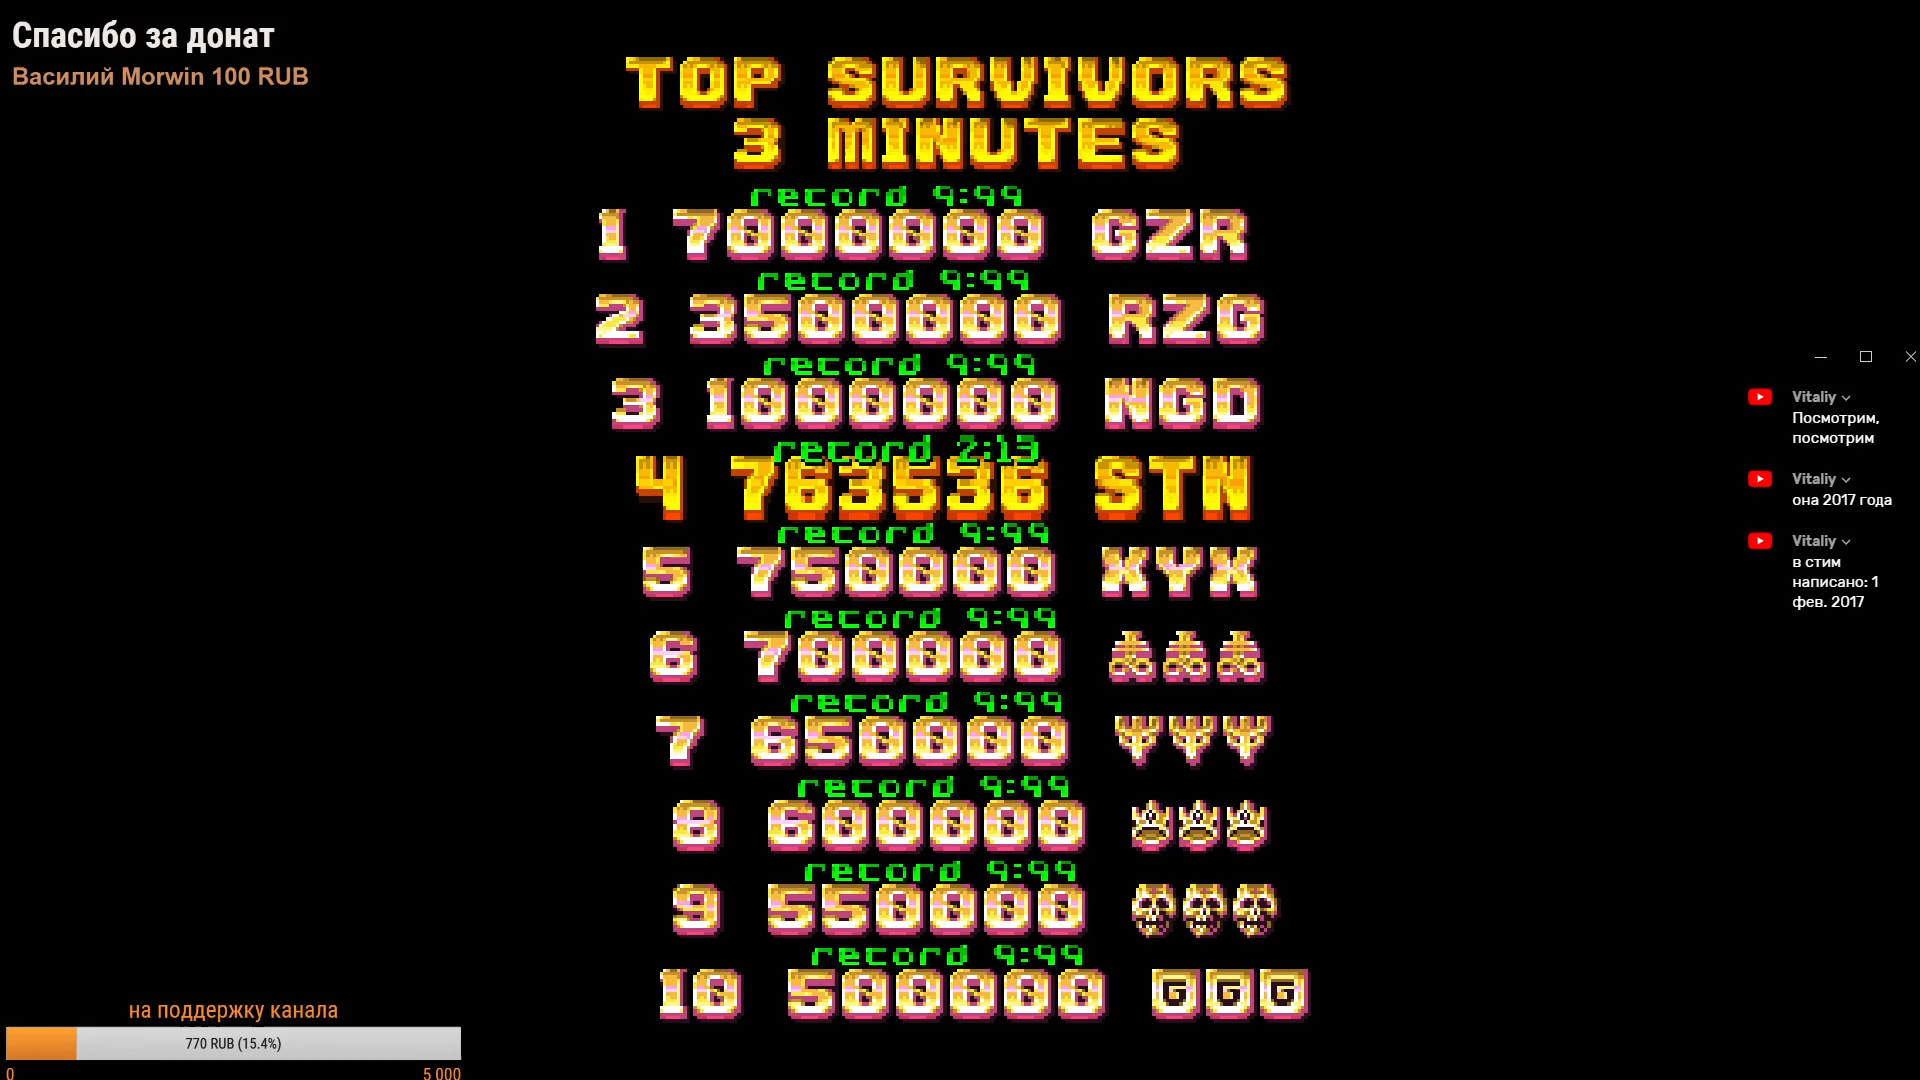 Спасибо за донат
Василий Morwin 100 RUB
TOP SURVIVORS
3 MINUTES
record 9:99
1 7000000 GZR
record 9:99
2 3500000 RZG
record 9:99
3 1000000 NGD
record 2:13
4 763536 STN
record 9:99
5 750000 XYX
record 9:99
6 700000
record 9:99
7 650000
record 9:99
8 600000
record 9:99
9 550000
record 9:99
10 500000 GGG
Vitaliy
Посмотрим,
посмотрим
Vitaliy
она 2017 года
Vitaliy
в стим
написано: 1
фев. 2017
на поддержку канала
770 RUB (15.4%)
0 5 000